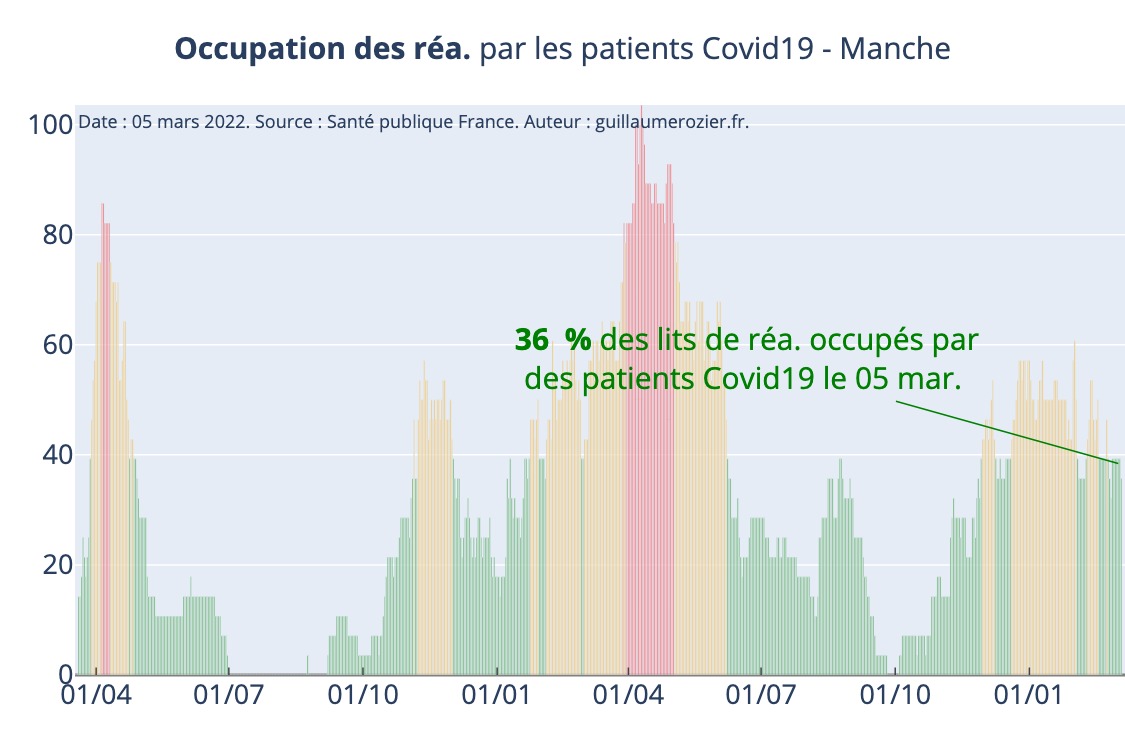 Occupation des réa. par les patients Covid19 - Manche
Date : 05 mars 2022. Source : Santé publique France. Auteur : guillaumerozier.fr.
100
80
60
40
20
0
36 % des lits de réa. occupés par
des patients Covid19 le 05 mar.
01/04 01/07 01/10 01/01 01/04 01/07 01/10 01/01